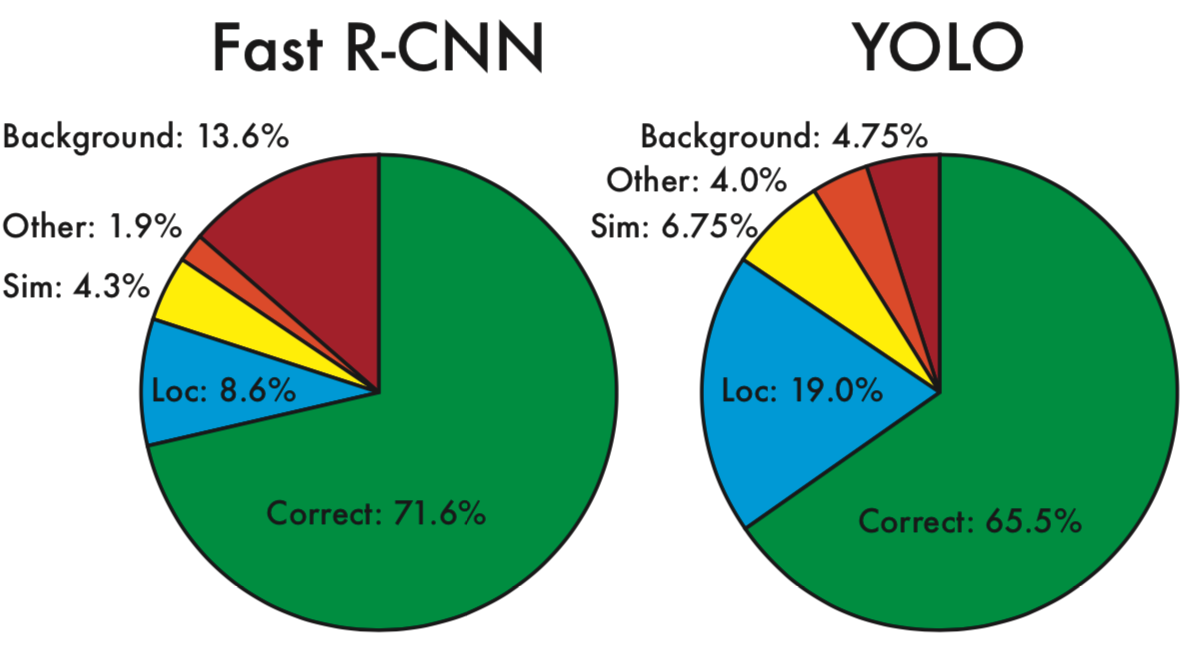 Fast R-CNN
Background: 13.6%
Other: 1.9%
Sim: 4.3%
Loc: 8.6%
Correct: 71.6%
YOLO
Background: 4.75%
Other: 4.0%
Sim: 6.75%
Loc: 19.0%
Correct: 65.5%